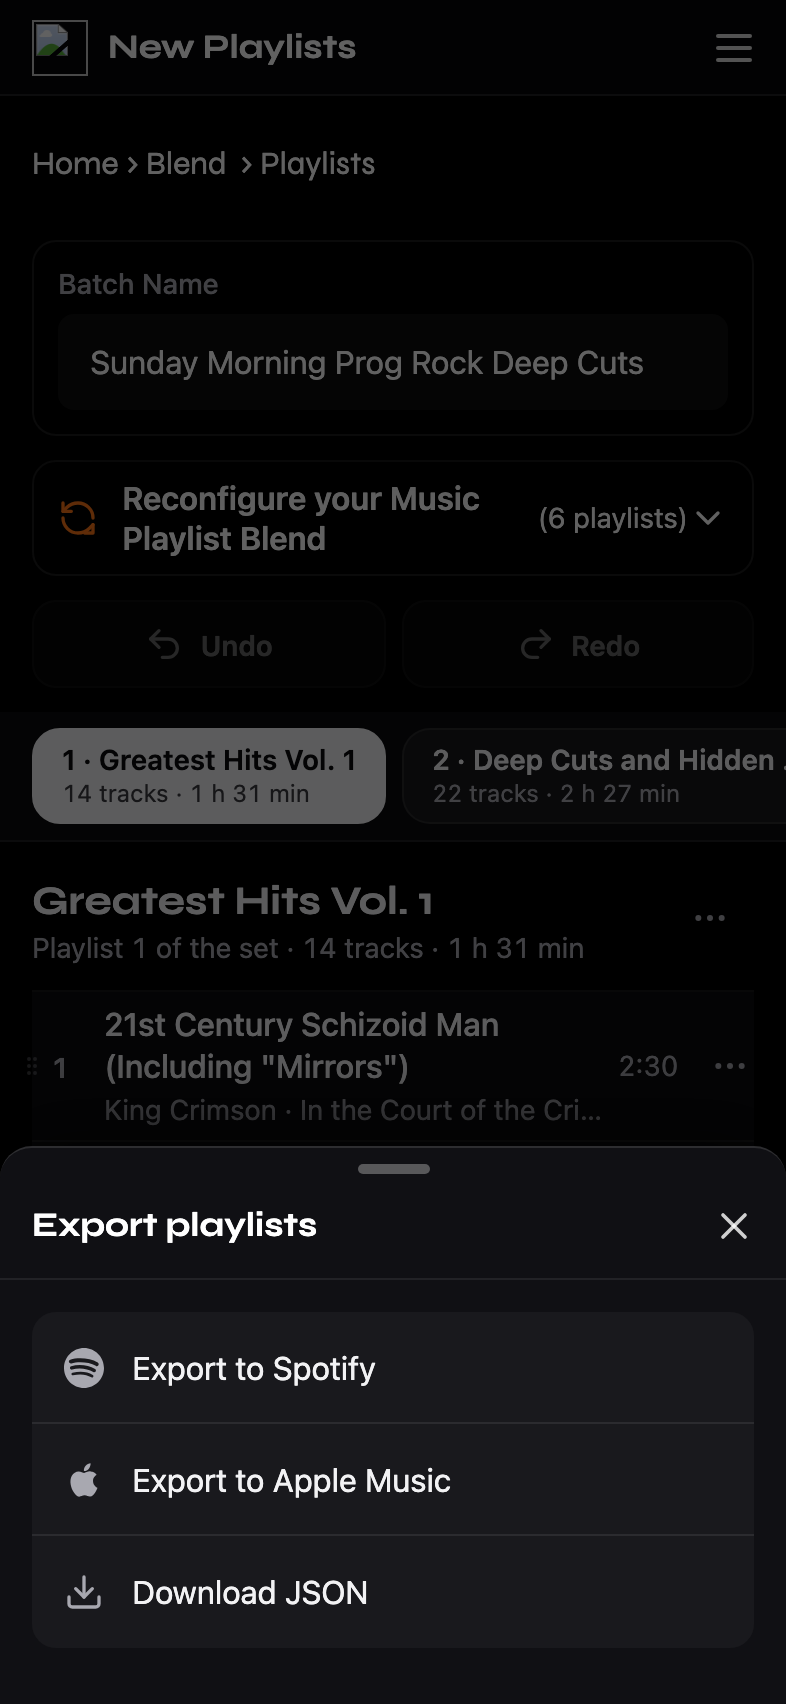 New Playlists
Home › Blend › Playlists
Batch Name
Sunday Morning Prog Rock Deep Cuts
Reconfigure your Music
Playlist Blend
(6 playlists)
Undo
Redo
1 · Greatest Hits Vol. 1
14 tracks · 1 h 31 min
2 · Deep Cuts and Hidden .
22 tracks · 2 h 27 min
Greatest Hits Vol. 1
Playlist 1 of the set · 14 tracks · 1 h 31 min
...
1
21st Century Schizoid Man
(Including "Mirrors")
King Crimson · In the Court of the Cri...
2:30
...
Export playlists
Export to Spotify
Export to Apple Music
Download JSON